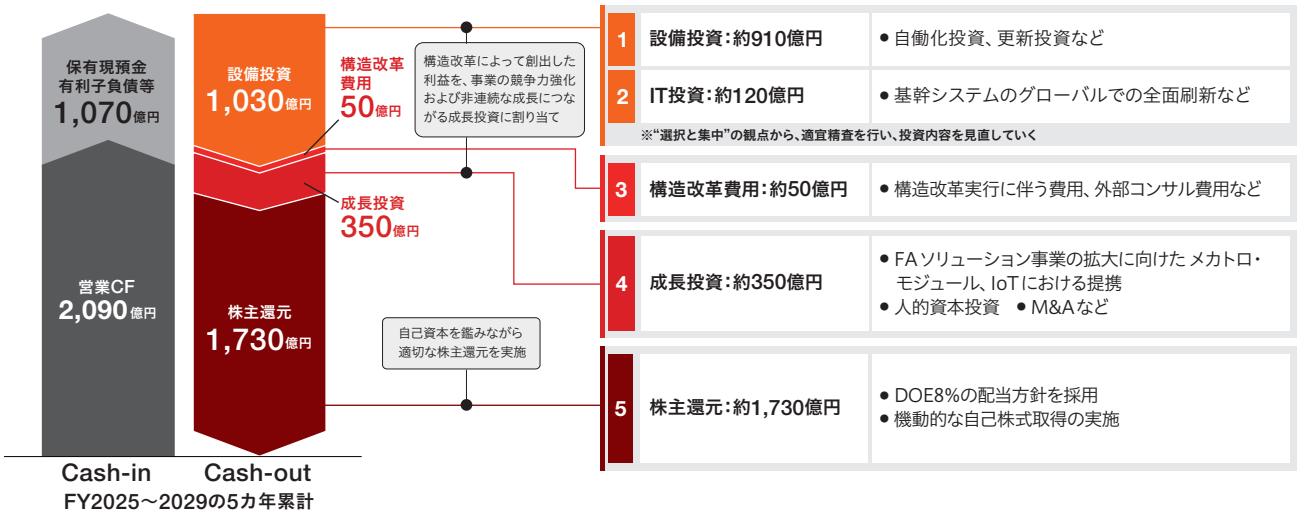 保有現預金
有利子負債等
1,070億円
営業CF
2,090億円
設備投資
1,030億円
構造改革
費用
50億円
成長投資
350億円
株主還元
1,730億円
Cash-in
Cash-out
FY2025～2029の5カ年累計
構造改革によって創出した
利益を、事業の競争力強化
および非連続な成長につな
がる成長投資に割り当て
自己資本を鑑みながら
適切な株主還元を実施
1 設備投資：約910億円 ● 自働化投資、更新投資など
2 IT投資：約120億円 ● 基幹システムのグローバルでの全面刷新など
※“選択と集中”の観点から、適宜精査を行い、投資内容を見直していく
3 構造改革費用：約50億円 ● 構造改革実行に伴う費用、外部コンサル費用など
4 成長投資：約350億円 ● FAソリューション事業の拡大に向けたメカトロ・
モジュール、IoTにおける提携
● 人的資本投資 ● M&Aなど
5 株主還元：約1,730億円 ● DOE8%の配当方針を採用
● 機動的な自己株式取得の実施